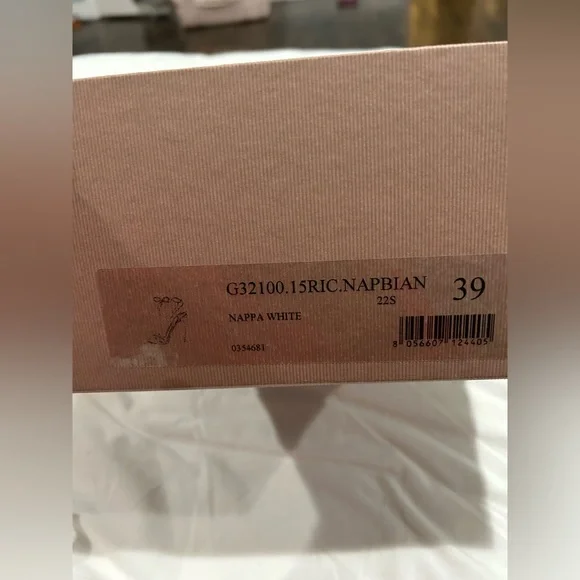 G32100.15RIC.NAPBIAN 39
22S
NAPPA WHITE
0354681
8 056607 124405